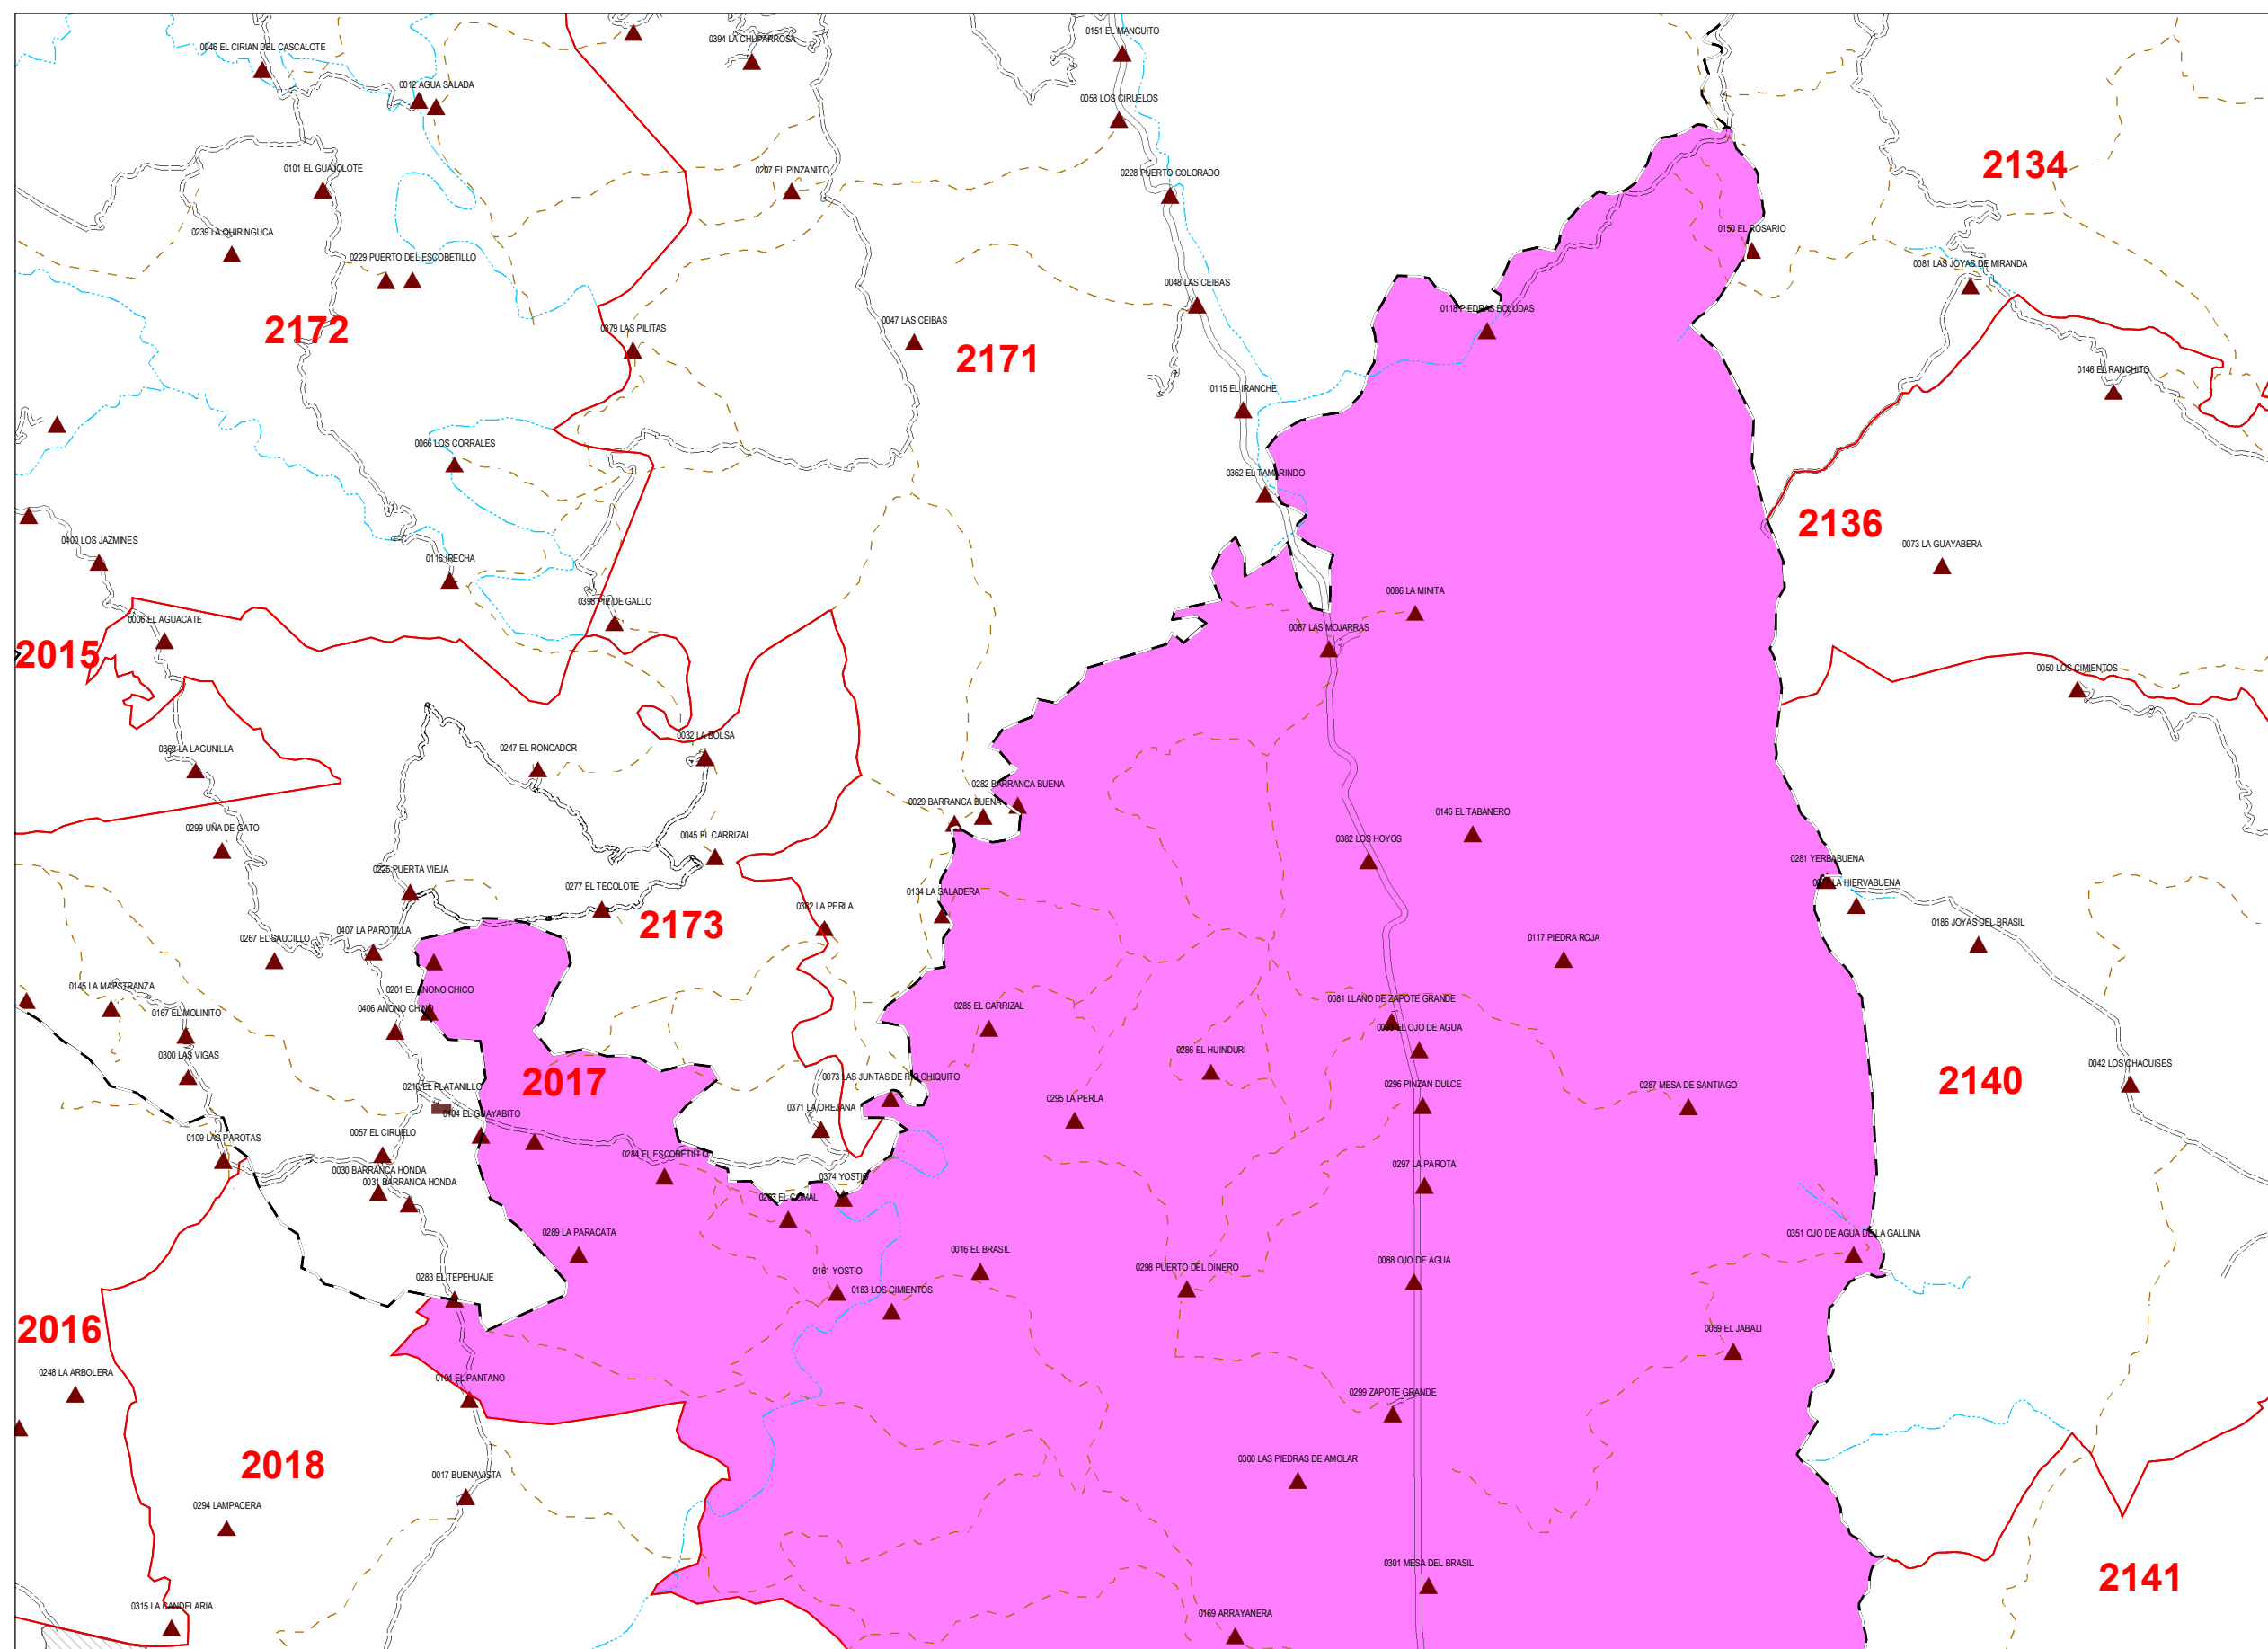 0151 EL MANGUITO
0394 LA CHUPARROSA
0046 EL CIRIAN DEL CASCALOTE
0012 AGUA SALADA
0058 LOS CIRUELOS
2134
0101 EL GUAJOLOTE
0207 EL PINZANITO
0228 PUERTO COLORADO
0239 LA QUIRINGUCA
0150 EL ROSARIO
0229 PUERTO DEL ESCOBETILLO
0081 LAS JOYAS DE MIRANDA
0048 LAS CEIBAS
0118 PIEDRAS BOLUDAS
2172
0379 LAS PILITAS
0047 LAS CEIBAS
2171
0146 EL RANCHITO
0115 EL IRANCHE
0066 LOS CORRALES
0362 EL TAMARINDO
2136
0400 LOS JAZMINES
0073 LA GUAYABERA
0116 IRECHA
0398 PIE DE GALLO
0086 LA MINITA
0006 EL AGUACATE
0087 LAS MOJARRAS
2015
0050 LOS CIMIENTOS
0032 LA BOLSA
0369 LA LAGUNILLA
0247 EL RONCADOR
0282 BARRANCA BUENA
0029 BARRANCA BUENA
0146 EL TABANERO
0299 UÑA DE GATO
0045 EL CARRIZAL
0382 LOS HOYOS
0281 YERBABUENA
0225 PUERTA VIEJA
LA HIERVABUENA
0277 EL TECOLOTE
0382 LA PERLA
0134 LA SALADERA
2173
0186 JOYAS DEL BRASIL
0407 LA PAROTILLA
0267 EL SAUCILLO
0117 PIEDRA ROJA
0145 LA MAESTRANZA
0201 EL ANONO CHICO
0406 ANONO CHINO
0167 EL MOLINITO
0285 EL CARRIZAL
0081 LLANO DE ZAPOTE GRANDE
EL OJO DE AGUA
0300 LAS VIGAS
0286 EL HUINDURI
0042 LOS CHACUISES
2017
2140
0073 LAS JUNTAS DE RIO CHIQUITO
0216 EL PLATANILLO
0296 PINZAN DULCE
0287 MESA DE SANTIAGO
0104 EL GUAYABITO
0371 LA OREJANA
0295 LA PERLA
0057 EL CIRUELO
0109 LAS PAROTAS
0284 EL ESCOBETILLO
0030 BARRANCA HONDA
0031 BARRANCA HONDA
0374 YOSTIO
0297 LA PAROTA
EL COMAL
0289 LA PARACATA
0351 OJO DE AGUA DE LA GALLINA
0016 EL BRASIL
0161 YOSTIO
0298 PUERTO DEL DINERO
0088 OJO DE AGUA
0283 EL TEPEHUAJE
0183 LOS CIMIENTOS
2016
0069 EL JABALI
0248 LA ARBOLERA
0104 EL PANTANO
0299 ZAPOTE GRANDE
2018
0017 BUENAVISTA
0300 LAS PIEDRAS DE AMOLAR
0294 LAMPACERA
0301 MESA DEL BRASIL
2141
0315 LA CANDELARIA
0169 ARRAYANERA